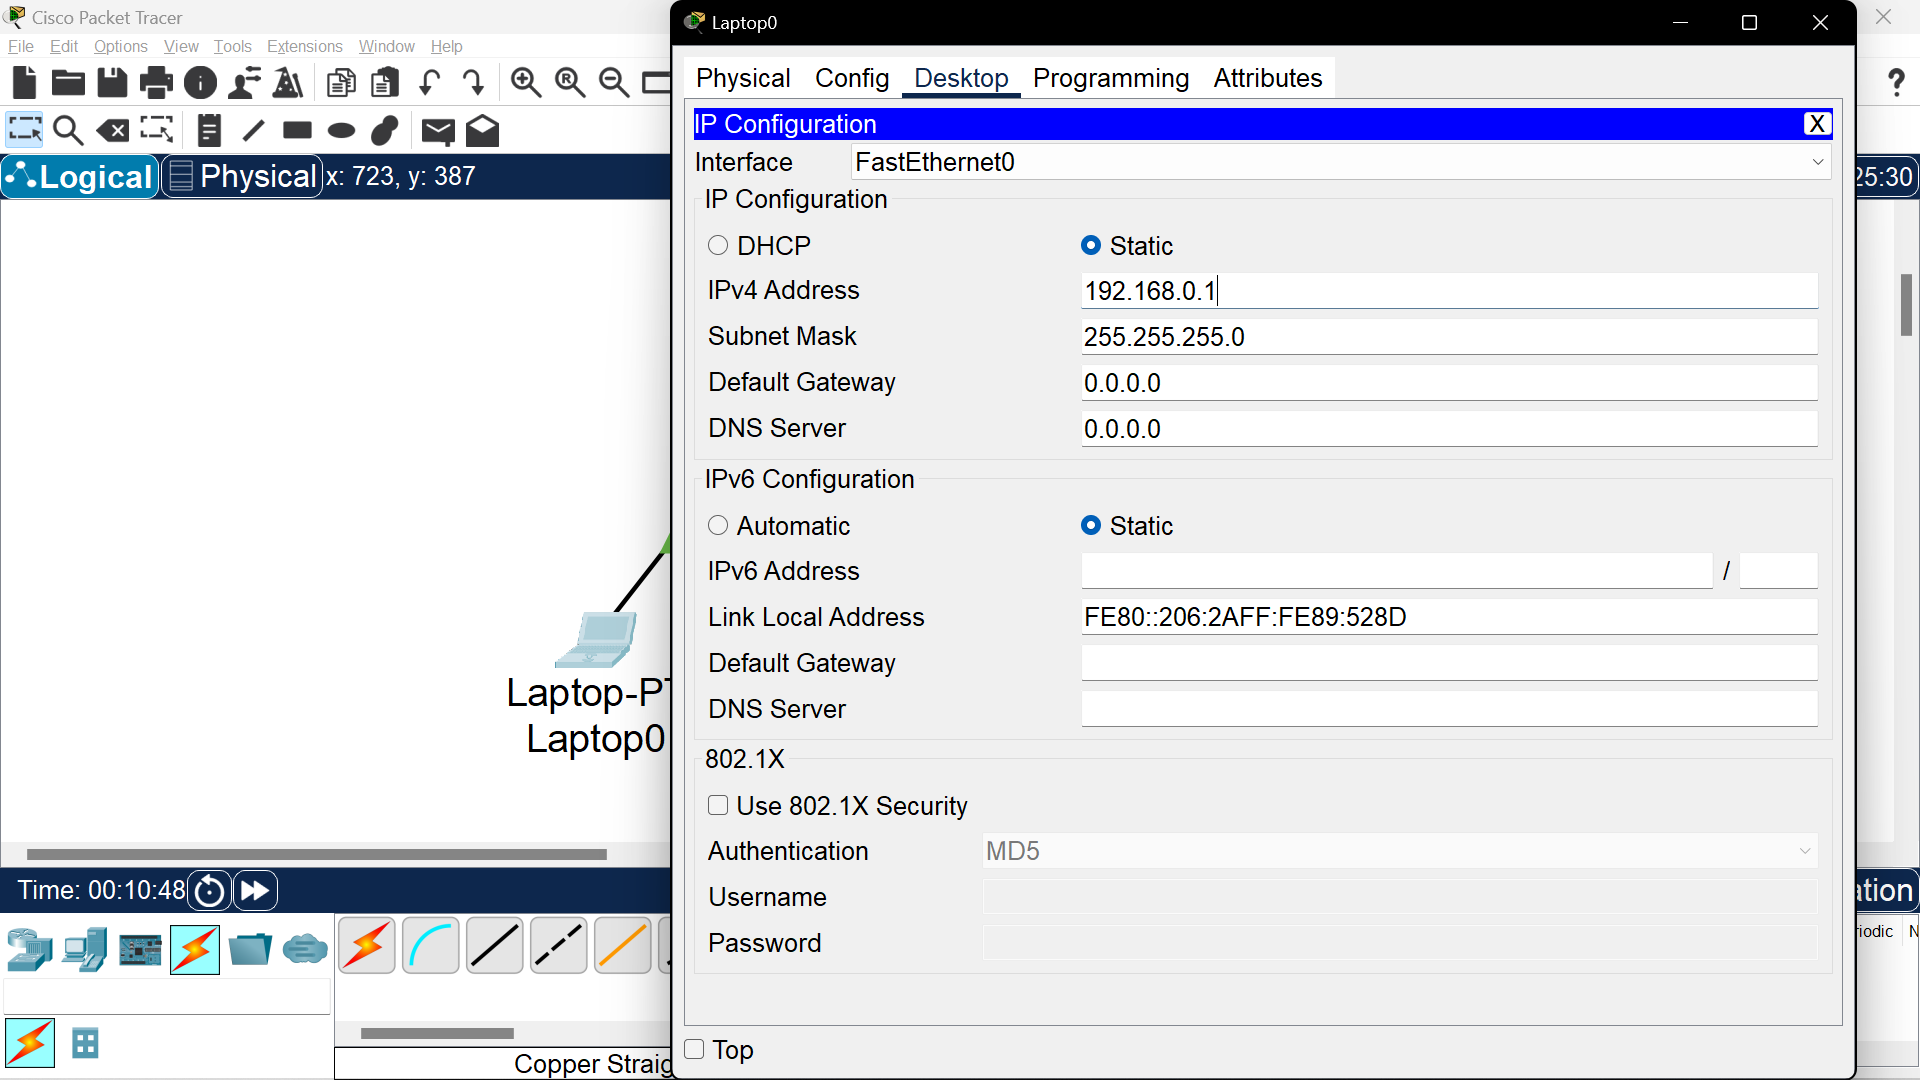 Cisco Packet Tracer
File Edit Options View Tools Extensions Window Help
Logical Physical x: 723, y: 387
25:30
Laptop-PT
Laptop0
Time: 00:10:48
Copper Straig
ation
riodic N
Laptop0
Physical Config Desktop Programming Attributes
IP Configuration X
Interface FastEthernet0
IP Configuration
DHCP Static
IPv4 Address 192.168.0.1
Subnet Mask 255.255.255.0
Default Gateway 0.0.0.0
DNS Server 0.0.0.0
IPv6 Configuration
Automatic Static
IPv6 Address /
Link Local Address FE80::206:2AFF:FE89:528D
Default Gateway
DNS Server
802.1X
Use 802.1X Security
Authentication MD5
Username
Password
Top